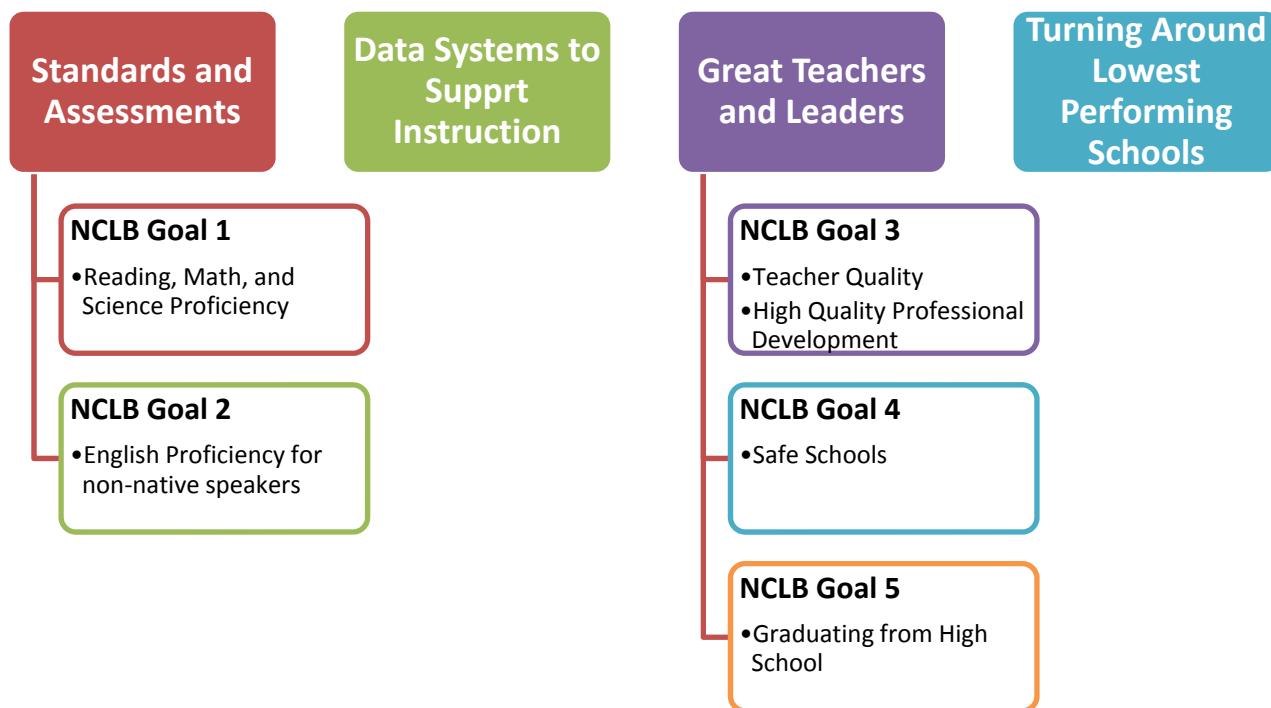 Standards and
Assessments
Data Systems to
Supprt
Instruction
Great Teachers
and Leaders
Turning Around
Lowest
Performing
Schools
NCLB Goal 1
•Reading, Math, and
Science Proficiency
NCLB Goal 2
•English Proficiency for
non-native speakers
NCLB Goal 3
•Teacher Quality
•High Quality Professional
Development
NCLB Goal 4
•Safe Schools
NCLB Goal 5
•Graduating from High
School